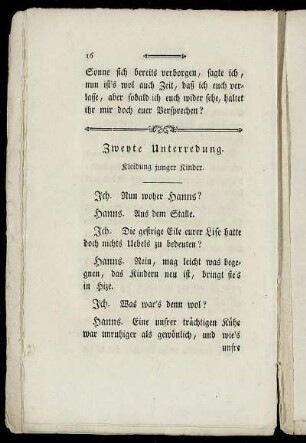 16
Sonne sich bereits verborgen, sagte ich,
nun ist's wol auch Zeit, daß ich euch ver-
lasse, aber sobald ich euch wider sehe, haltet
ihr mir doch euer Versprechen?
Zweyte Unterredung.
Kleidung junger Kinder.
Ich. Nun woher Hanns?
Hanns. Aus dem Stalle.
Ich. Die gestrige Eile eurer Lise hatte
doch nichts Uebels zu bedeuten?
Hanns. Nein, mag leicht was bege-
gnen, das Kindern neu ist, bringt sie's
in Hize.
Ich. Was war's denn wol?
Hanns. Eine unsrer trächtigen Kühe
war unruhiger als gewönlich, und wie's
unsre